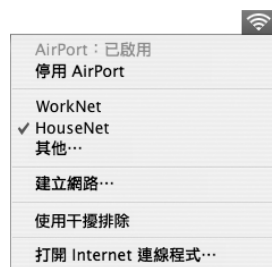 AirPort：已啟用
停用 AirPort
WorkNet
✓ HouseNet
其他…
建立網路…
使用干擾排除
打開 Internet 連線程式…